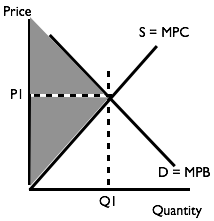 Price
S = MPC
P1
D = MPB
Q1
Quantity